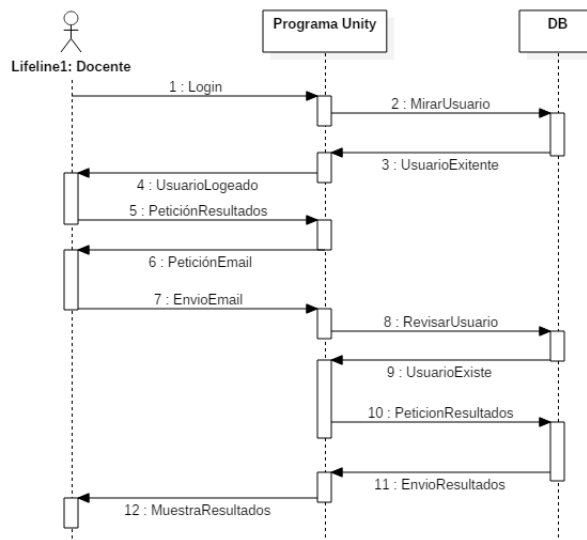 Programa Unity
DB
Lifeline1: Docente
1 : Login
2 : MirarUsuario
3 : UsuarioExitente
4 : UsuarioLogeado
5 : PeticiónResultados
6 : PeticiónEmail
7 : EnvioEmail
8 : RevisarUsuario
9 : UsuarioExiste
10 : PeticionResultados
11 : EnvioResultados
12 : MuestraResultados